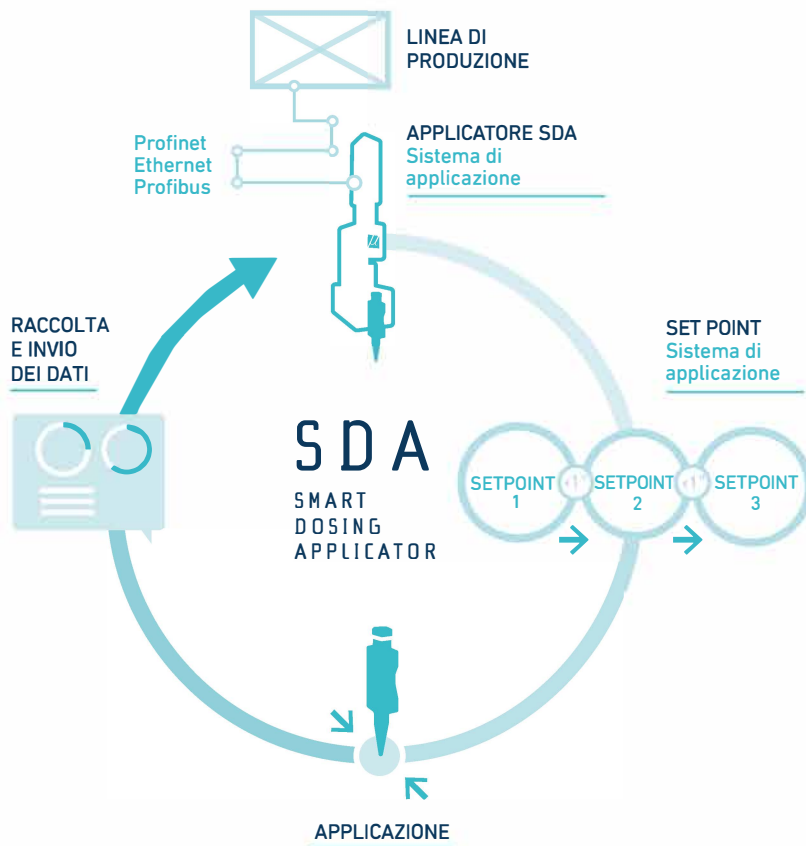 LINEA DI
PRODUZIONE
Profinet
Ethernet
Profibus
APPLICATORE SDA
Sistema di
applicazione
RACCOLTA
E INVIO
DEI DATI
SET POINT
Sistema di
applicazione
SDA
SMART
DOSING
APPLICATOR
SETPOINT
1
SETPOINT
2
SETPOINT
3
APPLICAZIONE